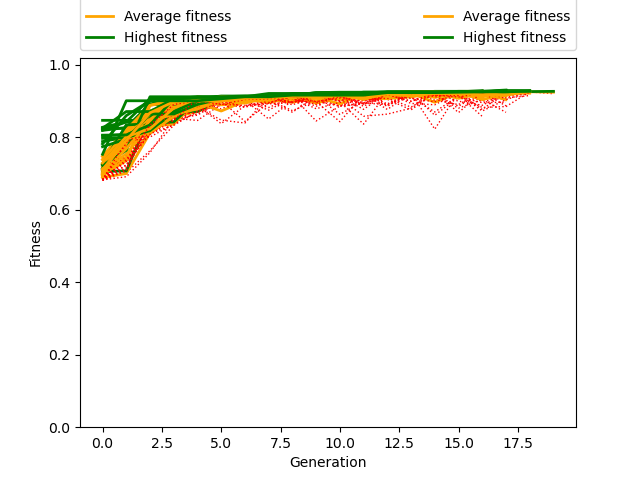 Average fitness Average fitness
Highest fitness Highest fitness
1.0
0.8
0.6
0.4
0.2
0.0
Fitness
0.0 2.5 5.0 7.5 10.0 12.5 15.0 17.5
Generation